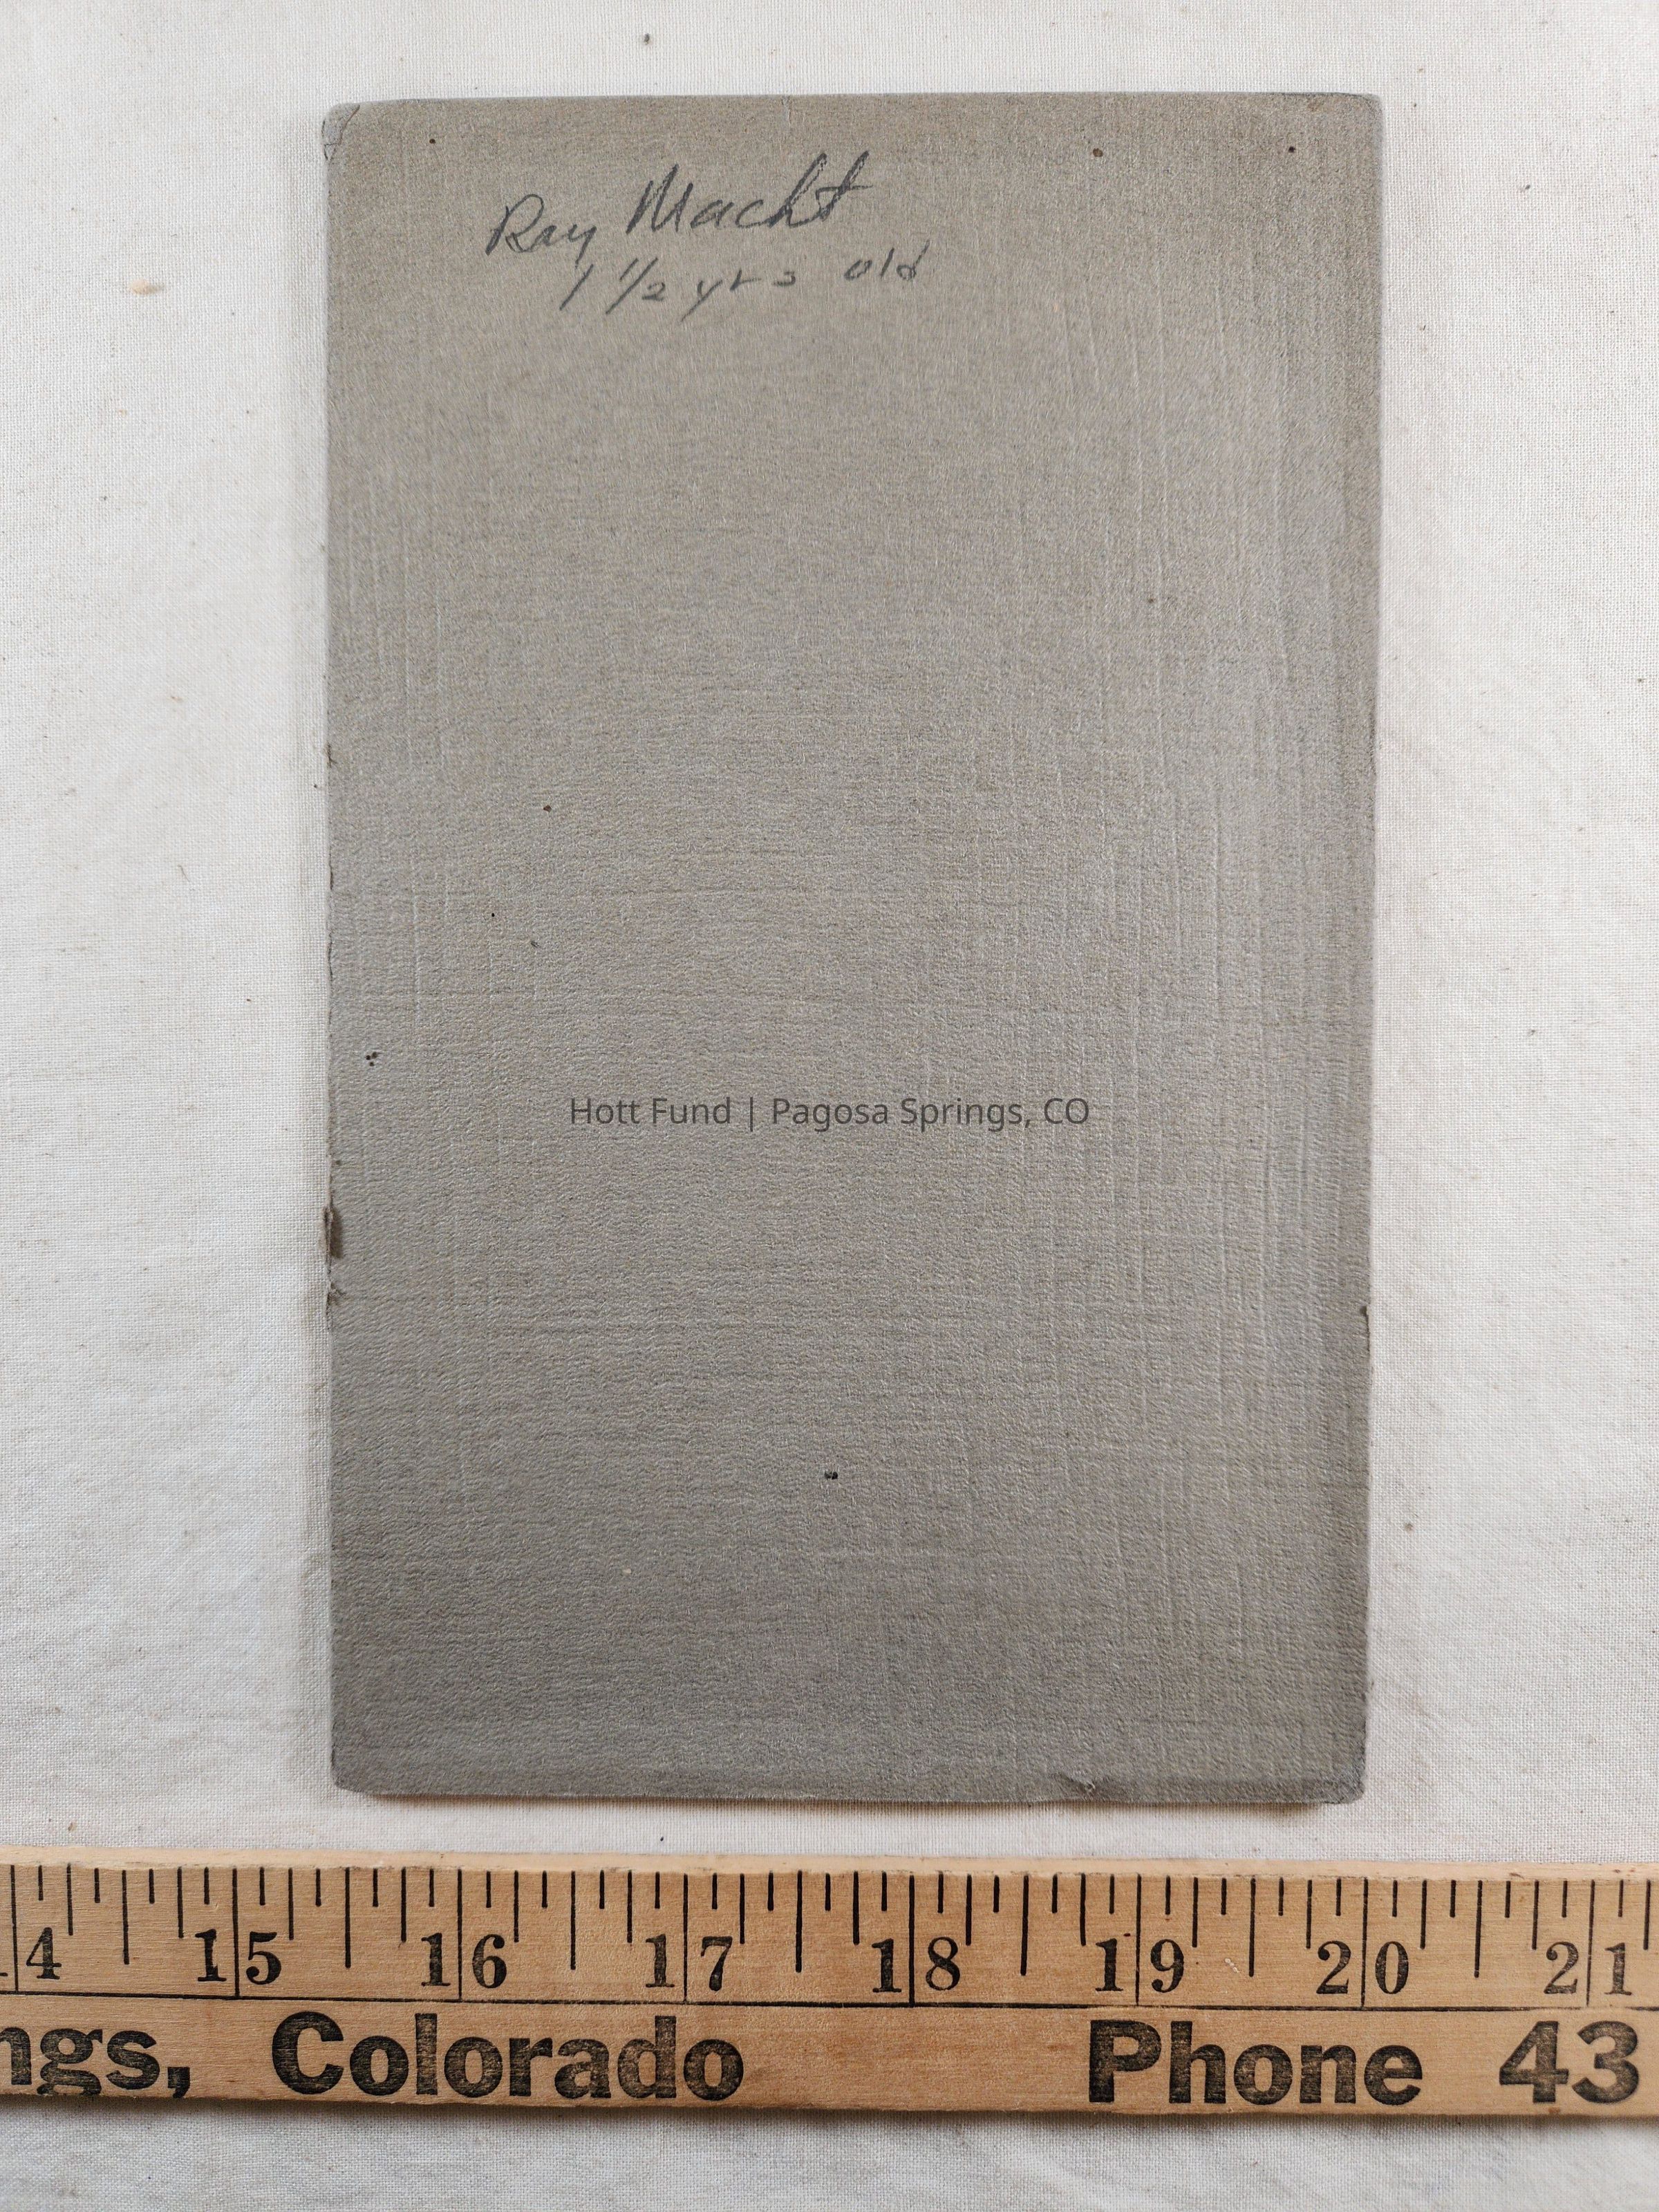 Ray Macht
1 1/2 yrs old
Hott Fund | Pagosa Springs, CO
15 16 17 18 19 20 21
ngs, Colorado Phone 43